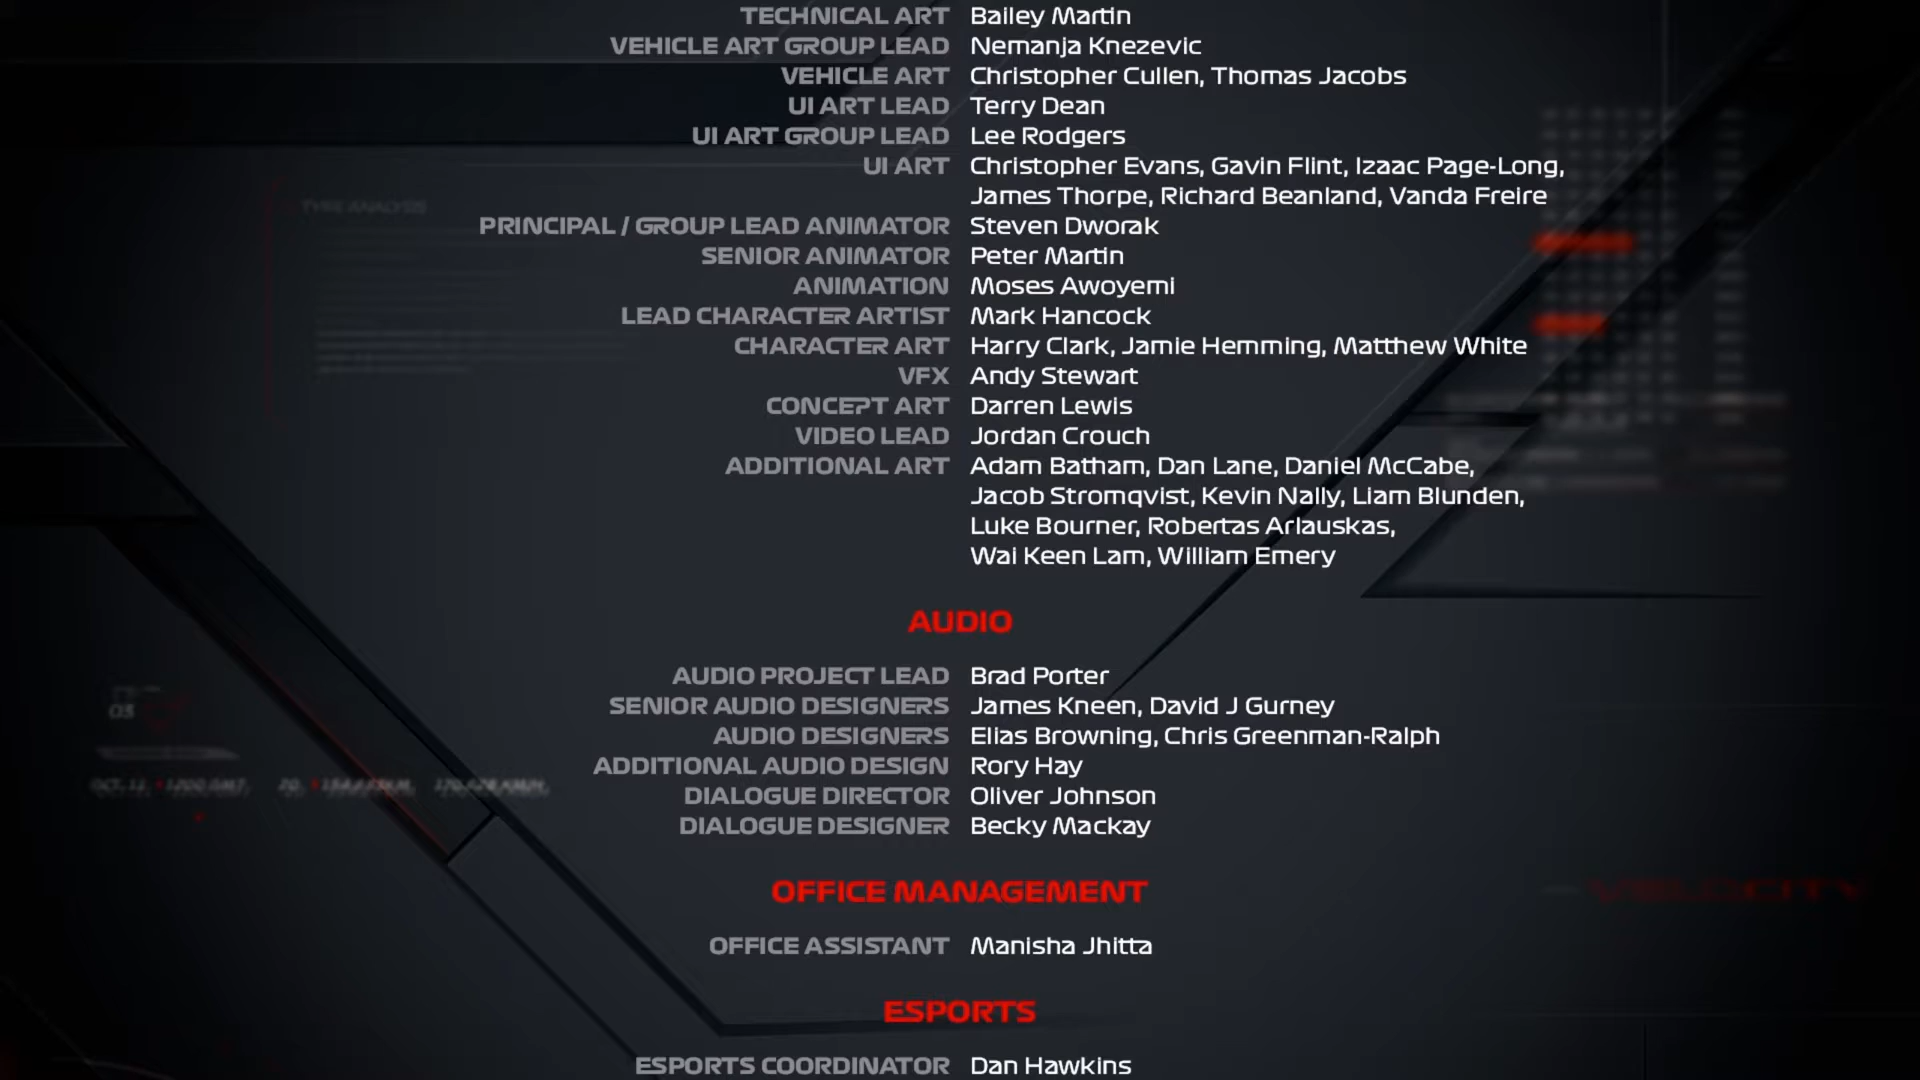 TECHNICAL ART Bailey Martin
VEHICLE ART GROUP LEAD Nemanja Knezevic
VEHICLE ART Christopher Cullen, Thomas Jacobs
UI ART LEAD Terry Dean
UI ART GROUP LEAD Lee Rodgers
UI ART Christopher Evans, Gavin Flint, Izaac Page-Long,
James Thorpe, Richard Beanland, Vanda Freire
TYRE ANALYSIS
PRINCIPAL / GROUP LEAD ANIMATOR Steven Dworak
SENIOR ANIMATOR Peter Martin
ANIMATION Moses Awoyemi
LEAD CHARACTER ARTIST Mark Hancock
CHARACTER ART Harry Clark, Jamie Hemming, Matthew White
VFX Andy Stewart
CONCEPT ART Darren Lewis
VIDEO LEAD Jordan Crouch
ADDITIONAL ART Adam Batham, Dan Lane, Daniel McCabe,
Jacob Stromqvist, Kevin Nally, Liam Blunden,
Luke Bourner, Robertas Arlauskas,
Wai Keen Lam, William Emery
AUDIO
AUDIO PROJECT LEAD Brad Porter
SENIOR AUDIO DESIGNERS James Kneen, David J Gurney
03
AUDIO DESIGNERS Elias Browning, Chris Greenman-Ralph
ADDITIONAL AUDIO DESIGN Rory Hay
DIALOGUE DIRECTOR Oliver Johnson
DIALOGUE DESIGNER Becky Mackay
OFFICE MANAGEMENT
VELOCITY
OFFICE ASSISTANT Manisha Jhitta
ESPORTS
ESPORTS COORDINATOR Dan Hawkins